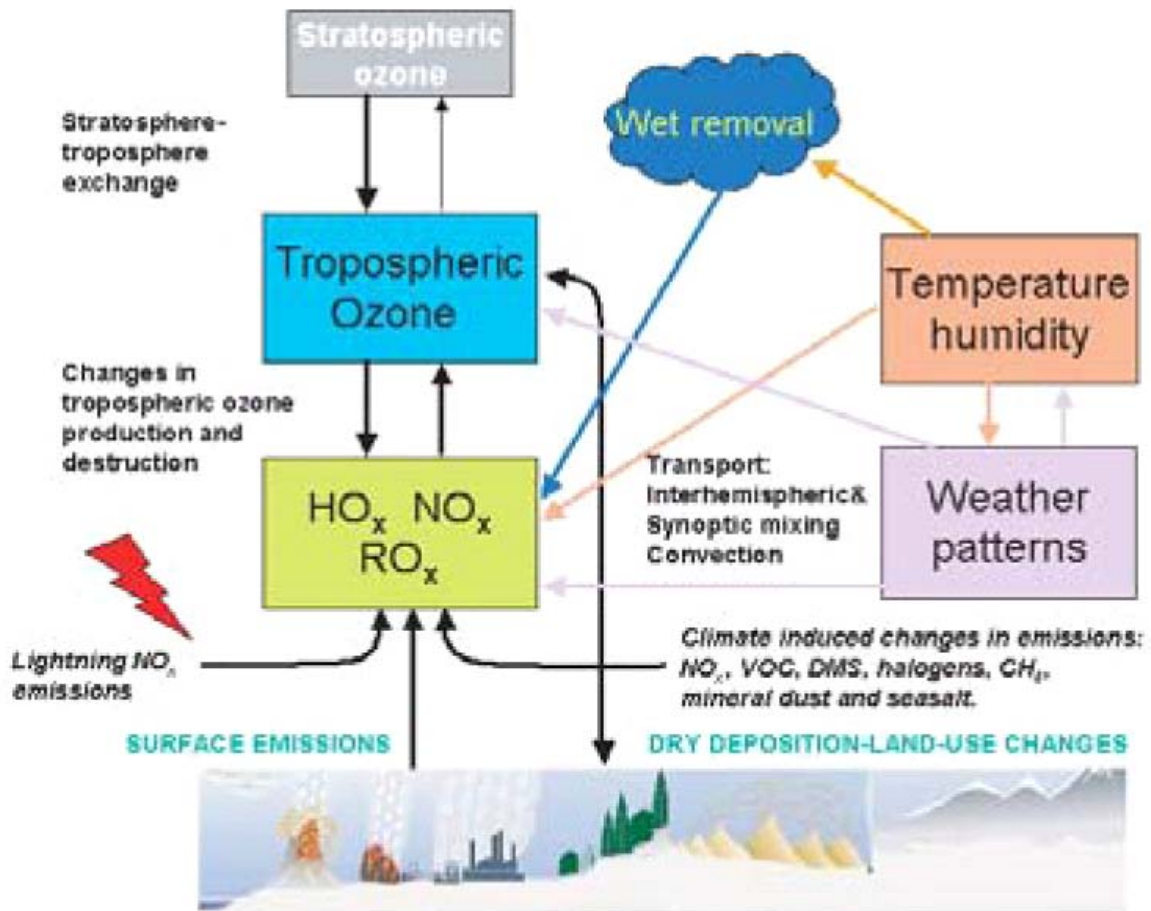 Stratospheric
ozone
Stratosphere-
troposphere
exchange
Wet removal
Tropospheric
Ozone
Temperature
humidity
Changes in
tropospheric ozone
production and
destruction
HOₓ NOₓ
ROₓ
Transport:
Interhemispheric&
Synoptic mixing
Convection
Weather
patterns
Lightning NOₓ
emissions
Climate induced changes in emissions:
NOₓ, VOC, DMS, halogens, CH₄,
mineral dust and seasalt.
SURFACE EMISSIONS
DRY DEPOSITION-LAND-USE CHANGES